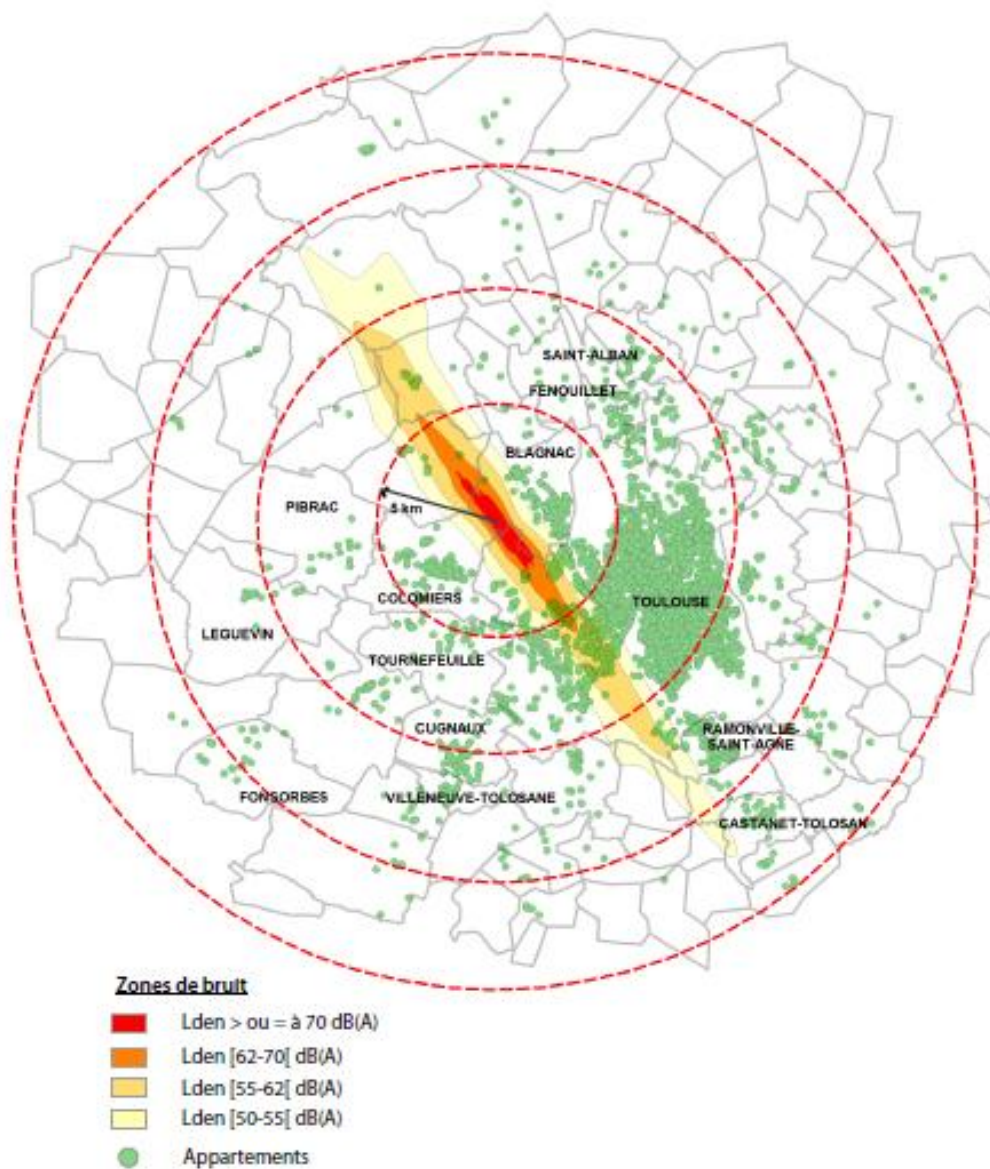 SAINT-ALBAN
FENOUILLET
BLAGNAC
PIBRAC
5 km
COLOMIERS
TOULOUSE
LEGUEVIN
TOURNEFEUILLE
CUGNAUX
RAMONVILLE-
SAINT-AGNE
FONSORBES
VILLENEUVE-TOLOSANE
CASTANET-TOLOSAN
Zones de bruit
Lden > ou = à 70 dB(A)
Lden [62-70[ dB(A)
Lden [55-62[ dB(A)
Lden [50-55[ dB(A)
Appartements